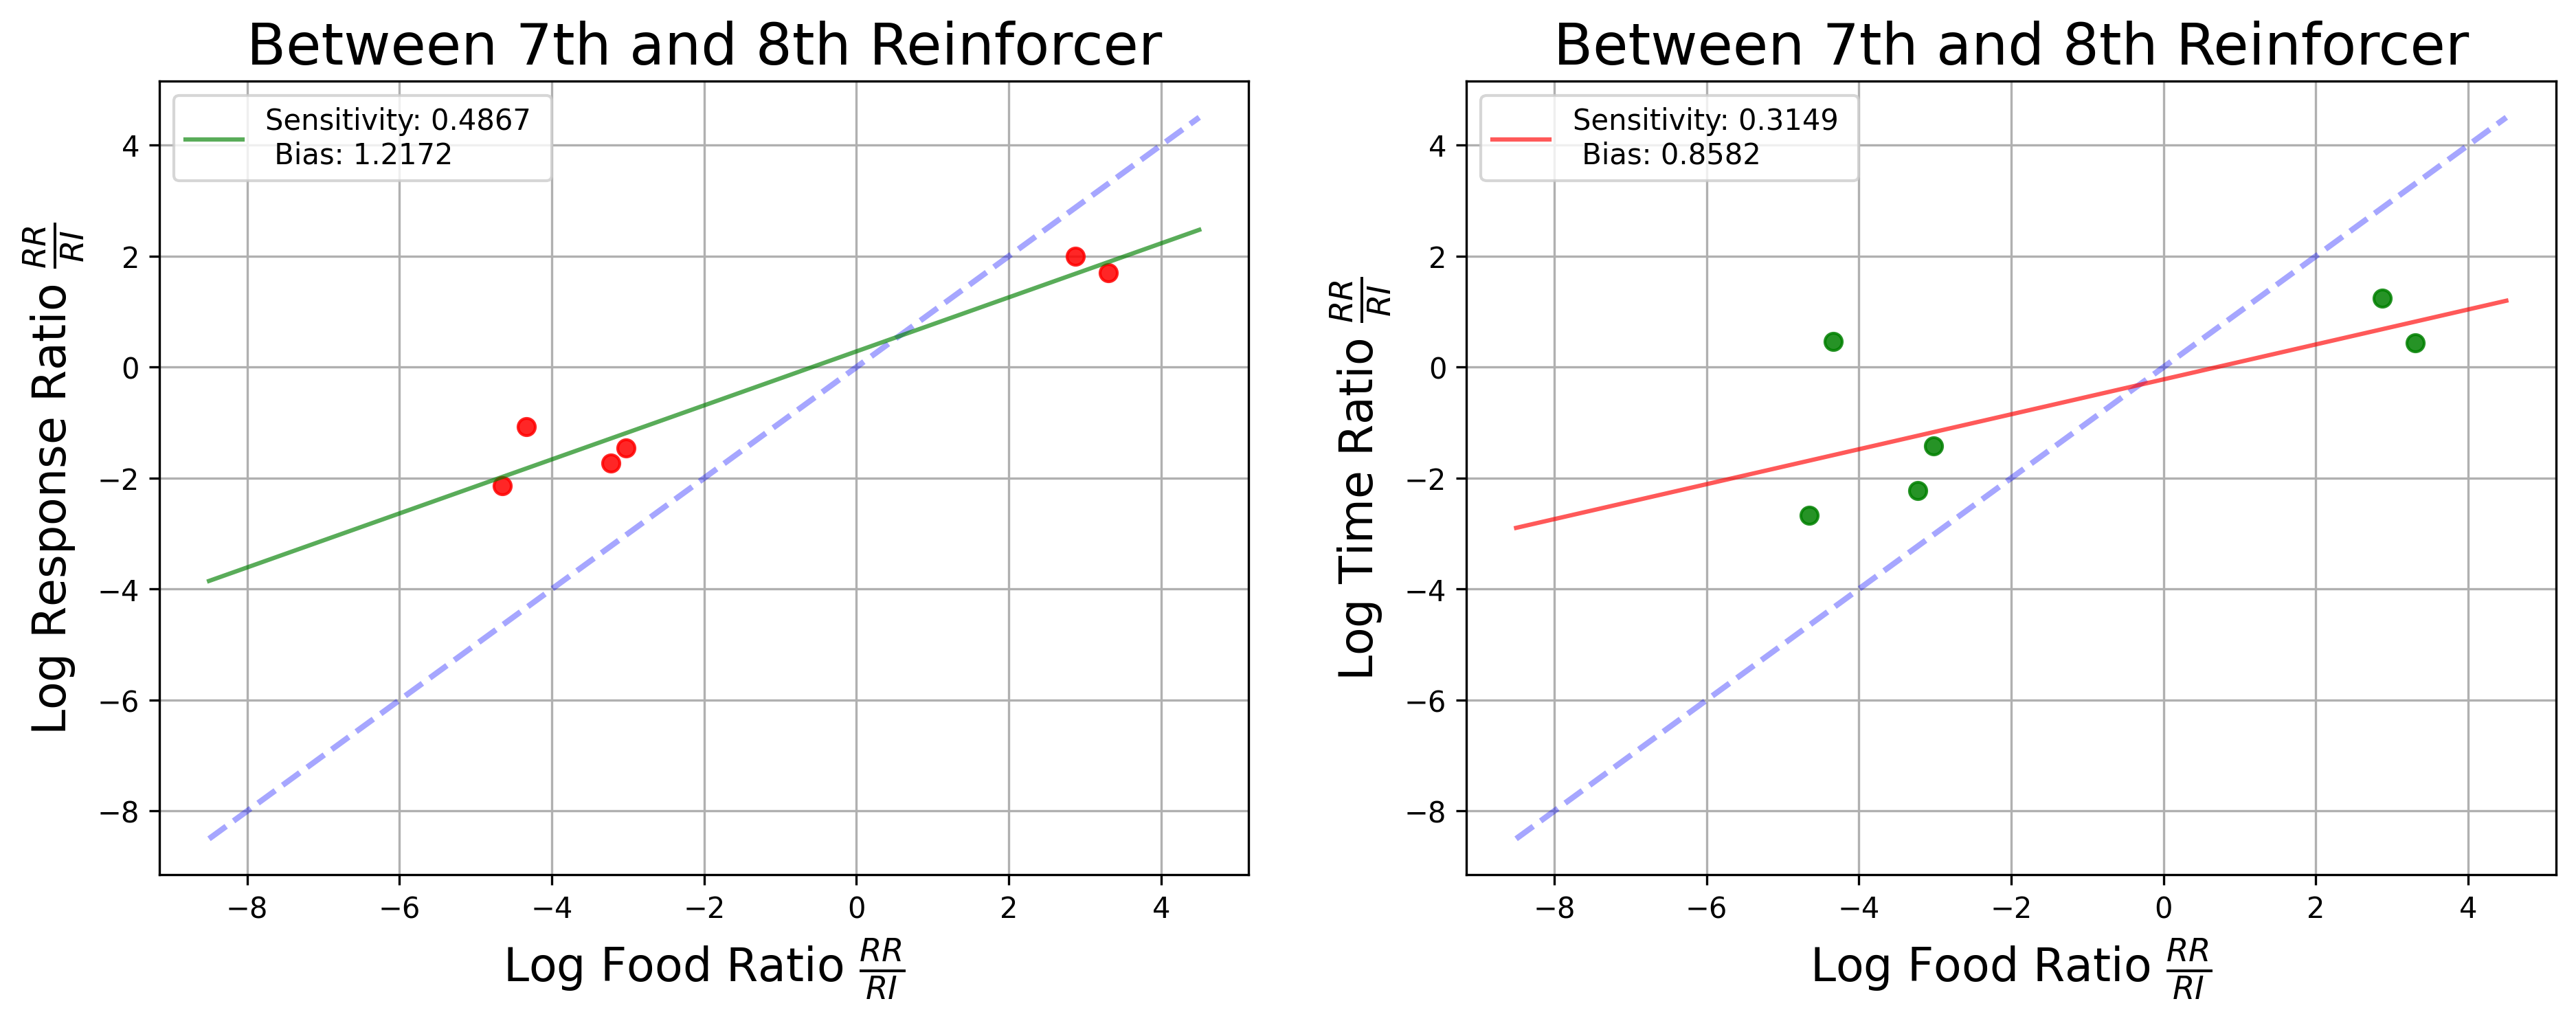 Between 7th and 8th Reinforcer
Sensitivity: 0.4867
Bias: 1.2172
4
2
0
−2
−4
−6
−8
Log Response Ratio RR/RI
−8 −6 −4 −2 0 2 4
Log Food Ratio RR/RI
Between 7th and 8th Reinforcer
Sensitivity: 0.3149
Bias: 0.8582
4
2
0
−2
−4
−6
−8
Log Time Ratio RR/RI
−8 −6 −4 −2 0 2 4
Log Food Ratio RR/RI